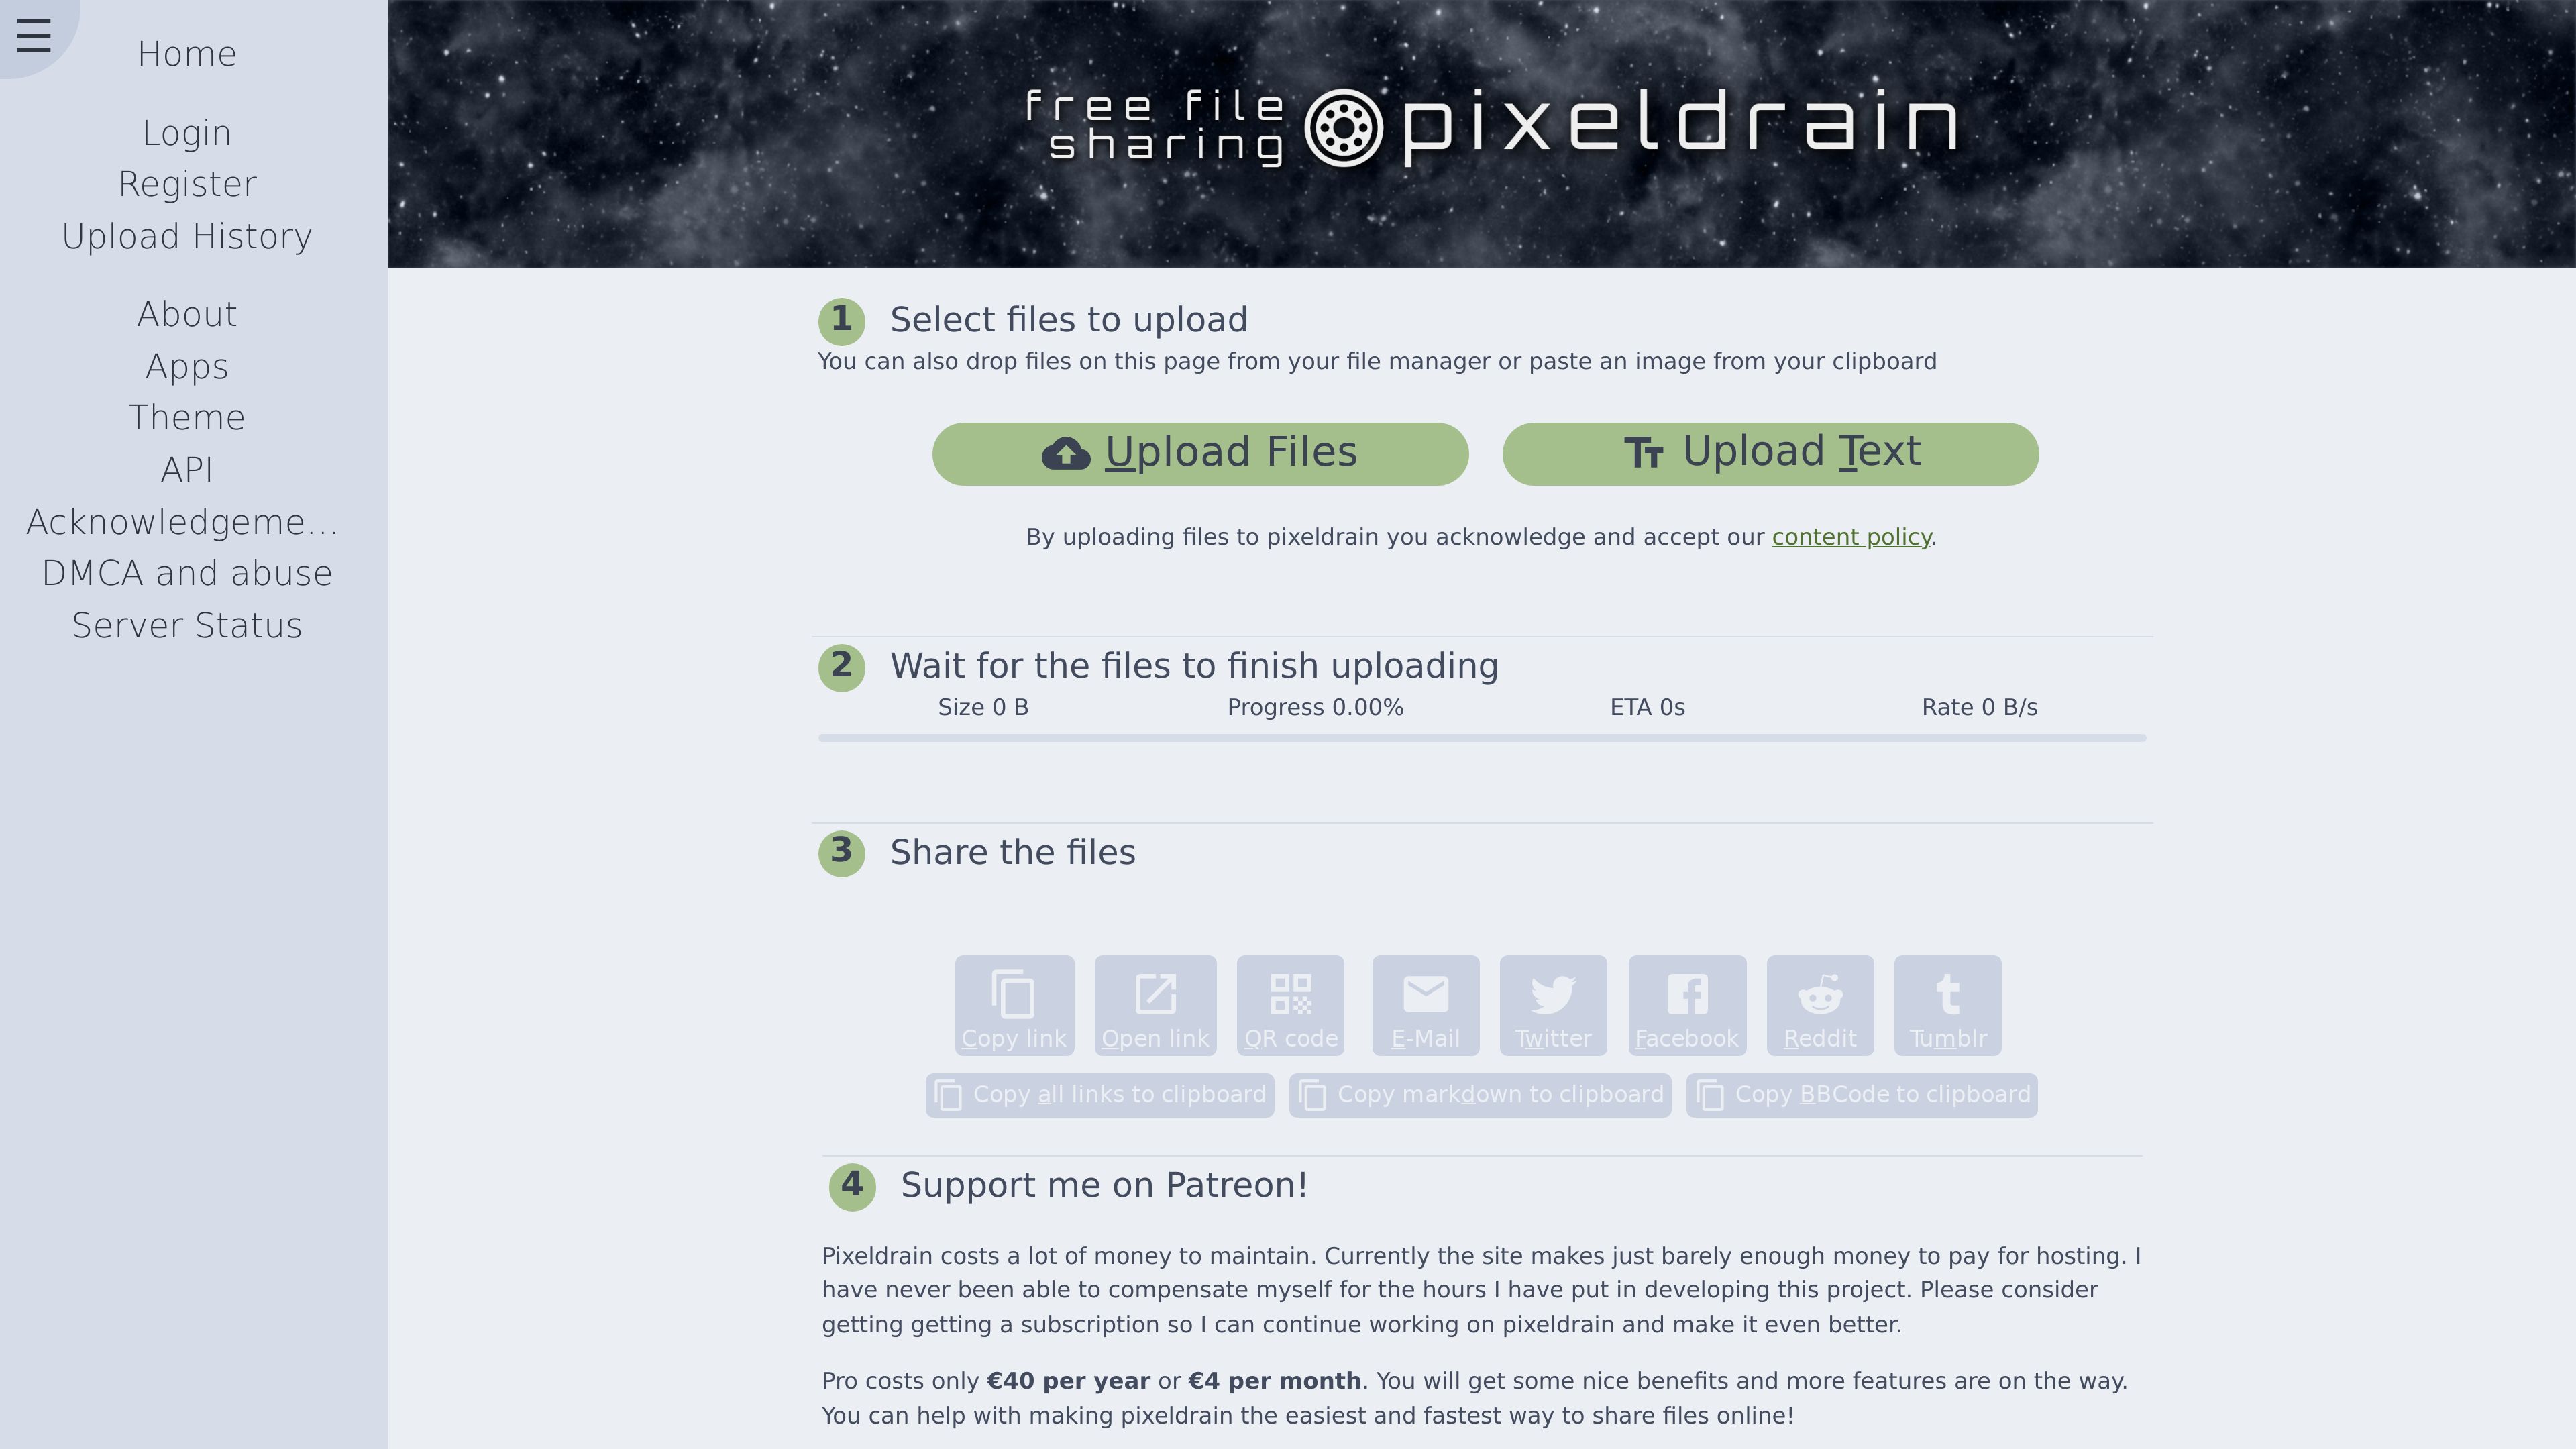 ☰
Home
Login
Register
Upload History
About
Apps
Theme
API
Acknowledgeme...
DMCA and abuse
Server Status
free file
sharing
pixeldrain
1 Select files to upload
You can also drop files on this page from your file manager or paste an image from your clipboard
Upload Files
Upload Text
By uploading files to pixeldrain you acknowledge and accept our content policy.
2 Wait for the files to finish uploading
Size 0 B Progress 0.00% ETA 0s Rate 0 B/s
3 Share the files
Copy link Open link QR code E-Mail Twitter Facebook Reddit Tumblr
Copy all links to clipboard Copy markdown to clipboard Copy BBCode to clipboard
4 Support me on Patreon!
Pixeldrain costs a lot of money to maintain. Currently the site makes just barely enough money to pay for hosting. I
have never been able to compensate myself for the hours I have put in developing this project. Please consider
getting getting a subscription so I can continue working on pixeldrain and make it even better.
Pro costs only €40 per year or €4 per month. You will get some nice benefits and more features are on the way.
You can help with making pixeldrain the easiest and fastest way to share files online!